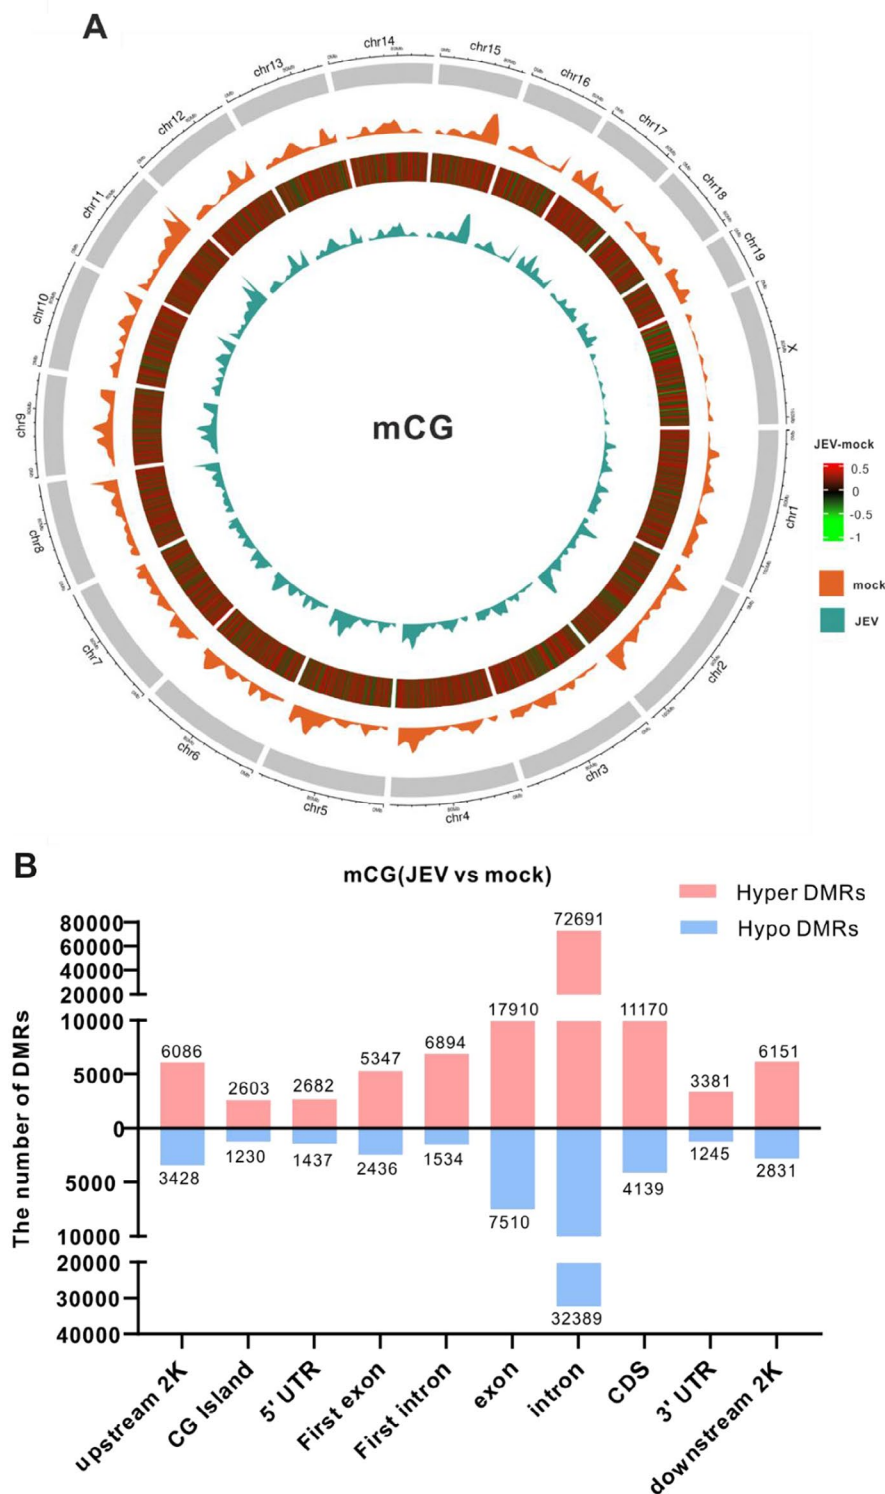 A
chr14
chr15
chr13
chr16
chr12
chr17
chr11
chr18
chr10
chr19
X
chr9
mCG
chr1
chr8
chr2
chr7
chr3
chr6
chr4
chr5
JEV-mock
0.5
0
-0.5
-1
mock
JEV
B
mCG(JEV vs mock)
Hyper DMRs
Hypo DMRs
The number of DMRs
80000
60000
40000
20000
10000
5000
0
5000
10000
20000
30000
40000
6086 2603 2682 5347 6894 17910 72691 11170 3381 6151
3428 1230 1437 2436 1534 7510 32389 4139 1245 2831
upstream 2K
CG Island
5' UTR
First exon
First intron
exon
intron
CDS
3' UTR
downstream 2K